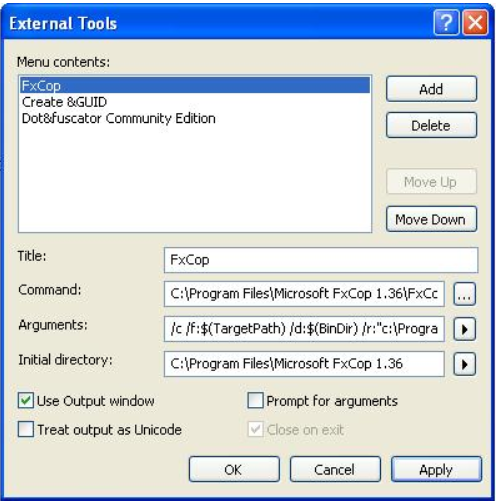 External Tools
Menu contents:
FxCop
Create &GUID
Dot&fuscator Community Edition
Add
Delete
Move Up
Move Down
Title:
FxCop
Command:
C:\Program Files\Microsoft FxCop 1.36\FxCc
...
Arguments:
/c /f:$(TargetPath) /d:$(BinDir) /r:"c:\Progra
Initial directory:
C:\Program Files\Microsoft FxCop 1.36
Use Output window
Prompt for arguments
Treat output as Unicode
Close on exit
OK
Cancel
Apply